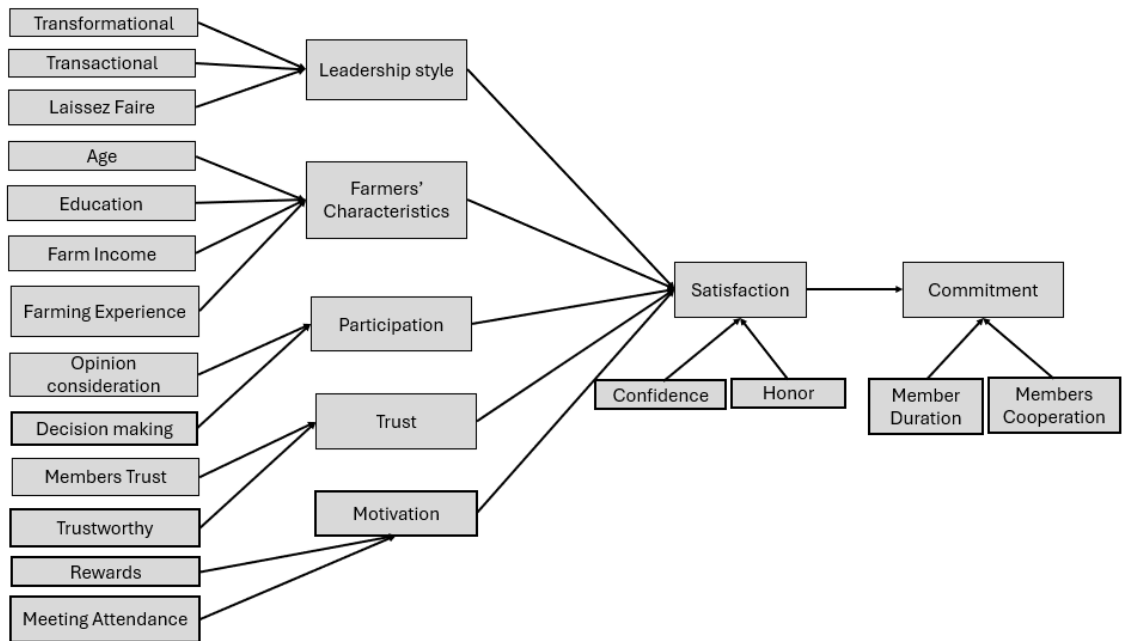 Transformational
Transactional
Laissez Faire
Age
Education
Farm Income
Farming Experience
Opinion
consideration
Decision making
Members Trust
Trustworthy
Rewards
Meeting Attendance
Leadership style
Farmers’
Characteristics
Participation
Trust
Motivation
Satisfaction
Confidence
Honor
Commitment
Member
Duration
Members
Cooperation